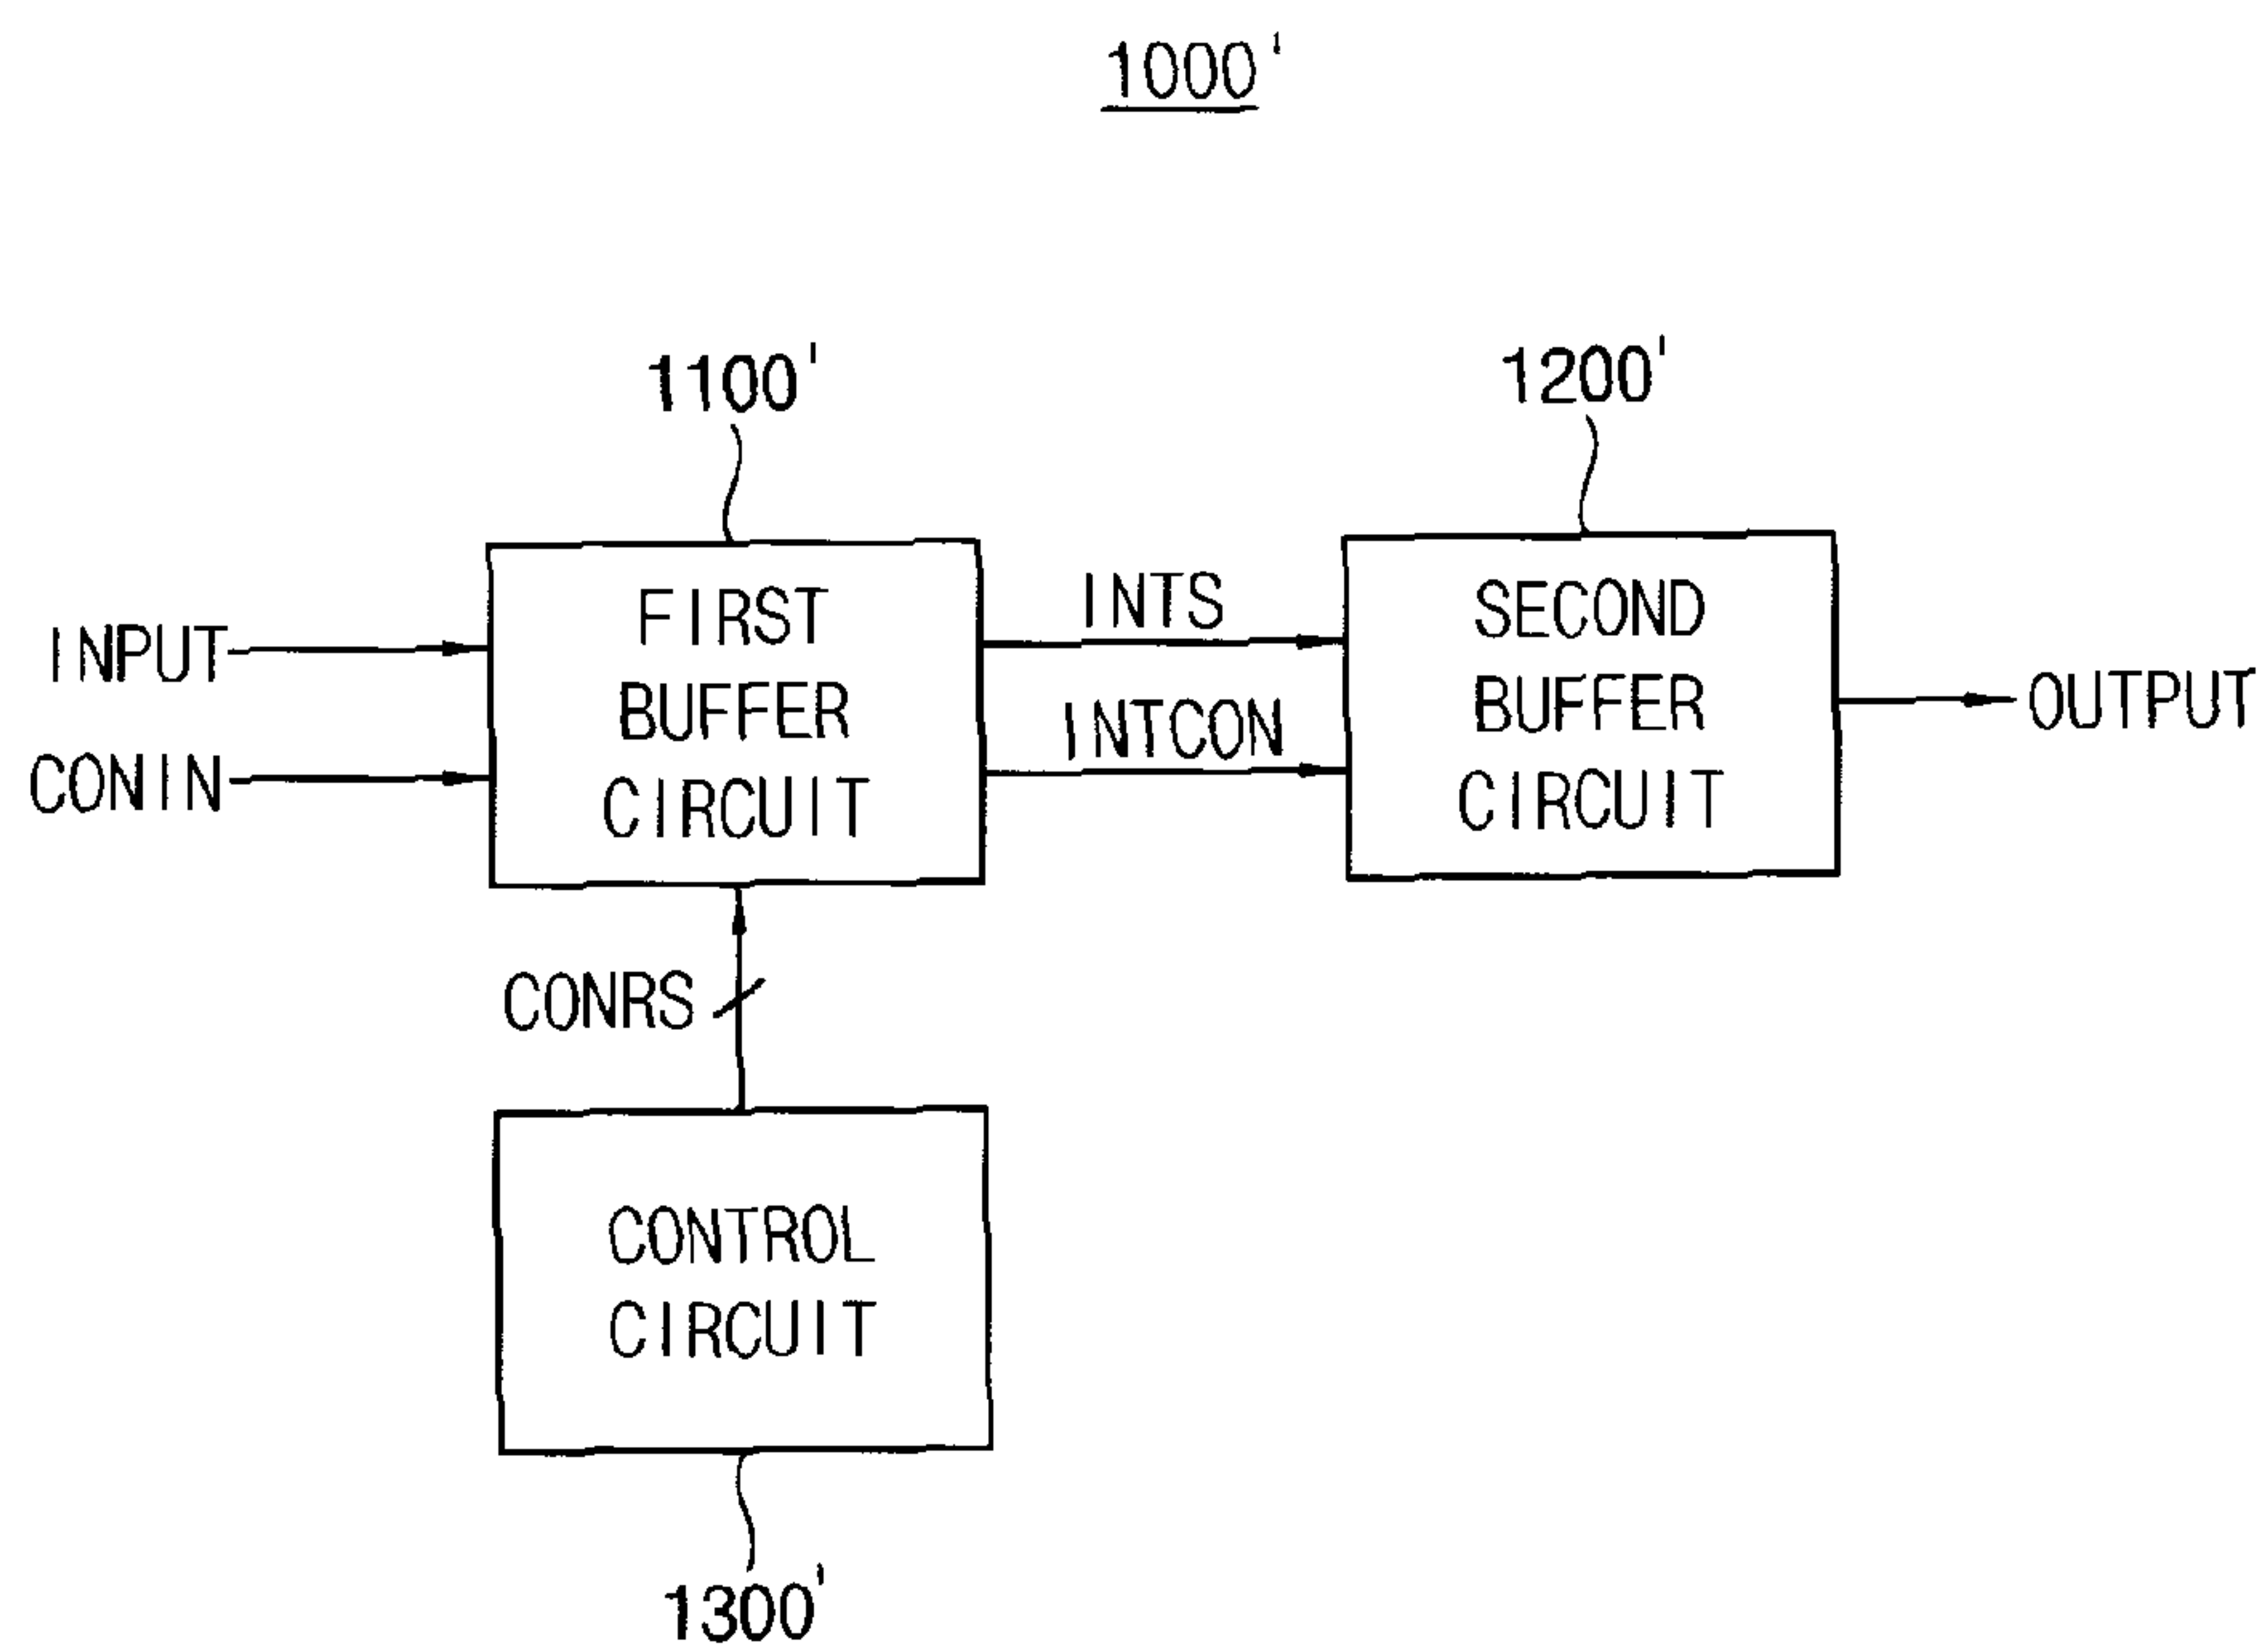 1000'
1100'
1200'
FIRST
BUFFER
CIRCUIT
INPUT
CONIN
INTS
INTCON
SECOND
BUFFER
CIRCUIT
OUTPUT
CONRS
CONTROL
CIRCUIT
1300'